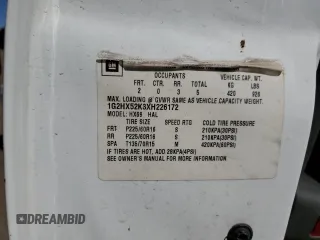 GM
OCCUPANTS VEHICLE CAP. WT.
FRT. CTR. RR. TOTAL KG LBS
2 0 3 5 420 926
MAX. LOADING @ GVWR SAME AS VEHICLE CAPACITY WEIGHT.
1G2HX52K3XH226172
MODEL: HX69 HAL
TIRE SIZE SPEED RTG COLD TIRE PRESSURE
FRT P225/60R16 S 210KPA(30PSI)
RR P225/60R16 S 210KPA(30PSI)
SPA T135/70R16 M 420KPA(60PSI)
IF TIRES ARE HOT, ADD 28KPA(4PSI)
SEE OWNER'S MANUAL FOR MORE INFORMATION
DREAMBID